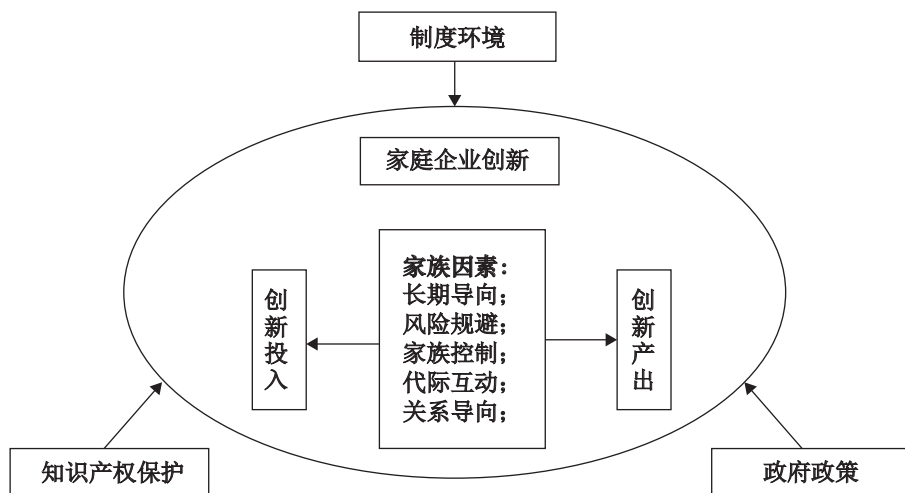 制度环境
家庭企业创新
家族因素：
长期导向；
风险规避；
家族控制；
代际互动；
关系导向；
创新投入
创新产出
知识产权保护
政府政策